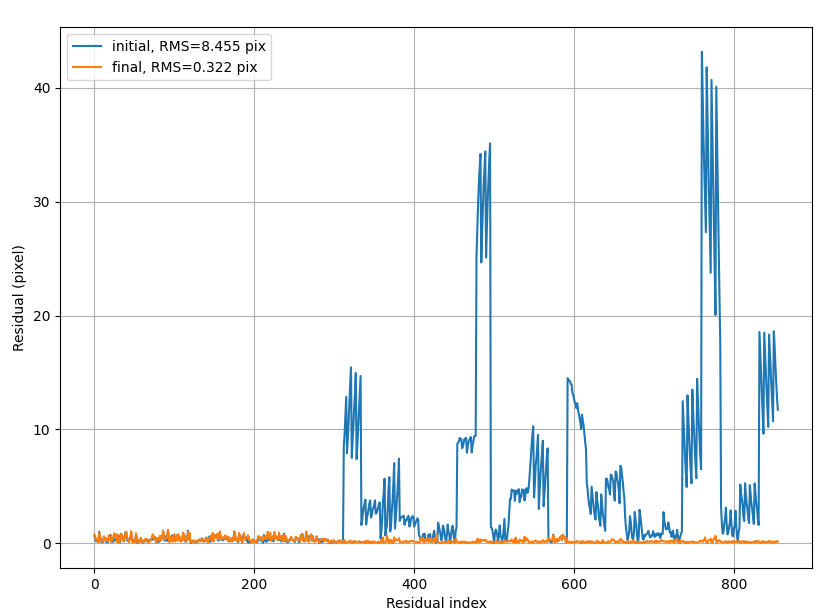 initial, RMS=8.455 pix
final, RMS=0.322 pix
40
30
20
10
0
Residual (pixel)
0 200 400 600 800
Residual index